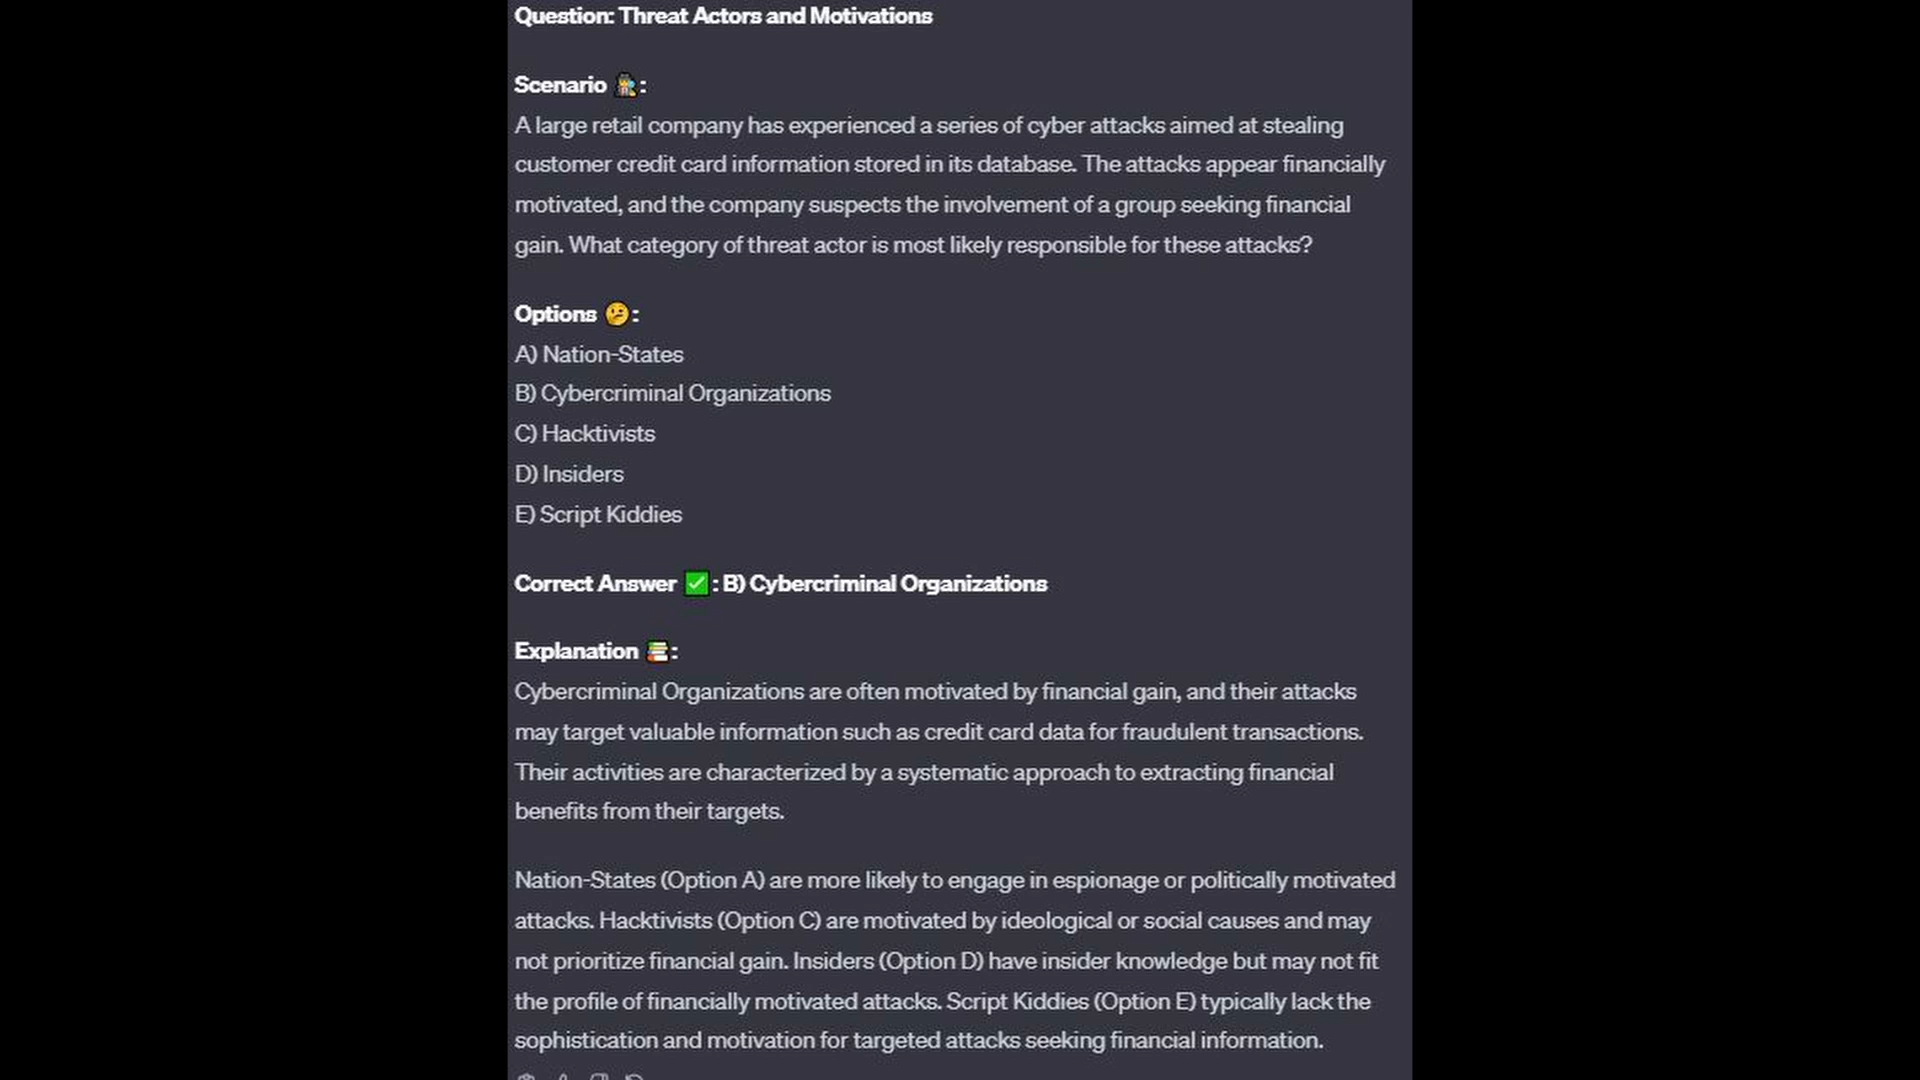 Question: Threat Actors and Motivations
Scenario 🕵️:
A large retail company has experienced a series of cyber attacks aimed at stealing
customer credit card information stored in its database. The attacks appear financially
motivated, and the company suspects the involvement of a group seeking financial
gain. What category of threat actor is most likely responsible for these attacks?
Options 🤔:
A) Nation-States
B) Cybercriminal Organizations
C) Hacktivists
D) Insiders
E) Script Kiddies
Correct Answer ✅: B) Cybercriminal Organizations
Explanation 📚:
Cybercriminal Organizations are often motivated by financial gain, and their attacks
may target valuable information such as credit card data for fraudulent transactions.
Their activities are characterized by a systematic approach to extracting financial
benefits from their targets.
Nation-States (Option A) are more likely to engage in espionage or politically motivated
attacks. Hacktivists (Option C) are motivated by ideological or social causes and may
not prioritize financial gain. Insiders (Option D) have insider knowledge but may not fit
the profile of financially motivated attacks. Script Kiddies (Option E) typically lack the
sophistication and motivation for targeted attacks seeking financial information.